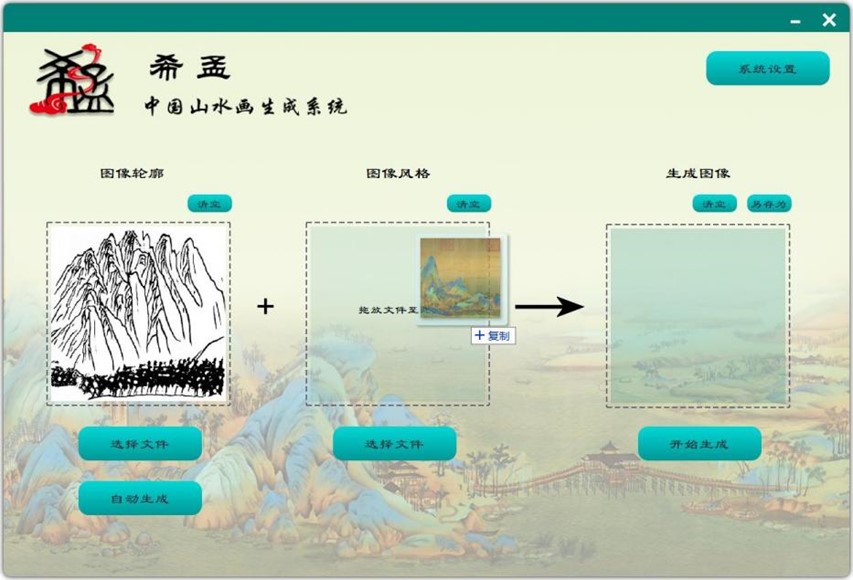 希孟
希孟
系统设置
中国山水画生成系统
图像轮廓
图像风格
生成图像
清空
清空
清空
另存为
拖放文件至
+
复制
选择文件
选择文件
开始生成
自动生成